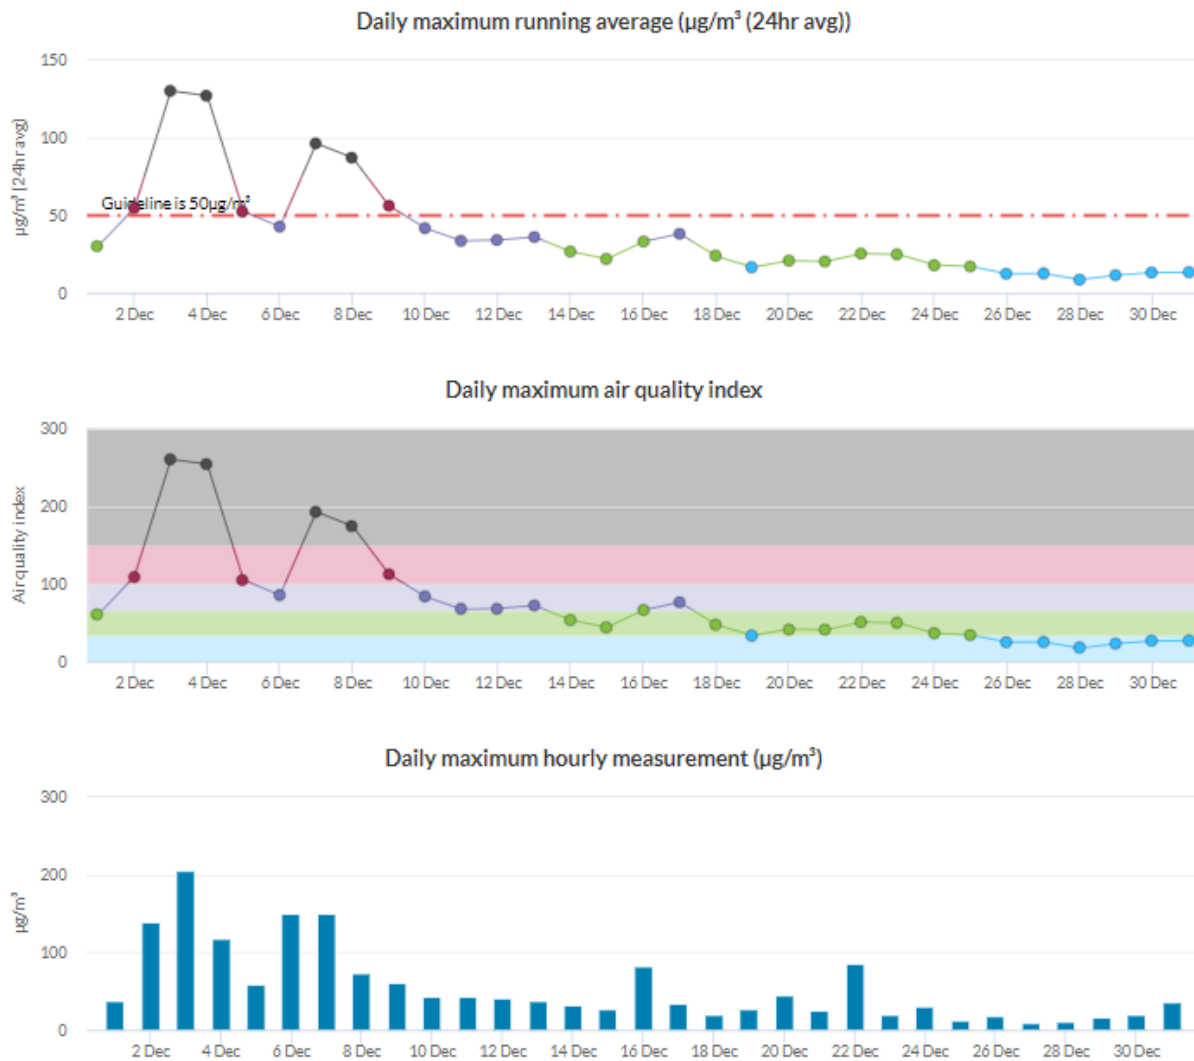 Daily maximum running average (µg/m³ (24hr avg))
µg/m³ (24hr avg)
150
100
50
0
Guideline is 50µg/m³
2 Dec 4 Dec 6 Dec 8 Dec 10 Dec 12 Dec 14 Dec 16 Dec 18 Dec 20 Dec 22 Dec 24 Dec 26 Dec 28 Dec 30 Dec
Daily maximum air quality index
Air quality index
300
200
100
0
2 Dec 4 Dec 6 Dec 8 Dec 10 Dec 12 Dec 14 Dec 16 Dec 18 Dec 20 Dec 22 Dec 24 Dec 26 Dec 28 Dec 30 Dec
Daily maximum hourly measurement (µg/m³)
µg/m³
300
200
100
0
2 Dec 4 Dec 6 Dec 8 Dec 10 Dec 12 Dec 14 Dec 16 Dec 18 Dec 20 Dec 22 Dec 24 Dec 26 Dec 28 Dec 30 Dec